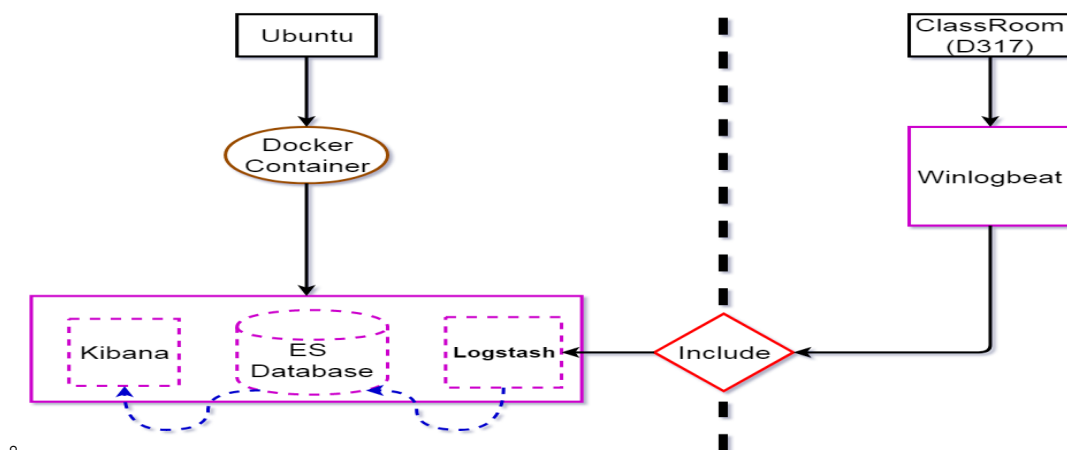 Ubuntu
ClassRoom
(D317)
Docker
Container
Winlogbeat
Kibana
ES
Database
Logstash
Include